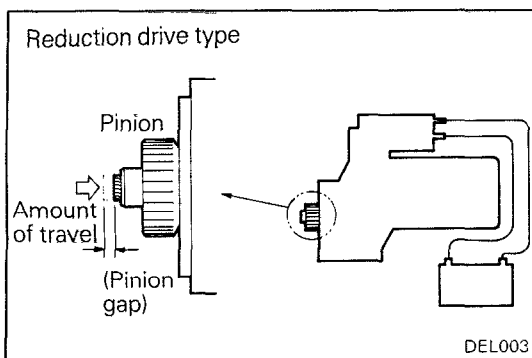 Reduction drive type
Pinion
Amount
of travel
(Pinion
gap)
DEL003